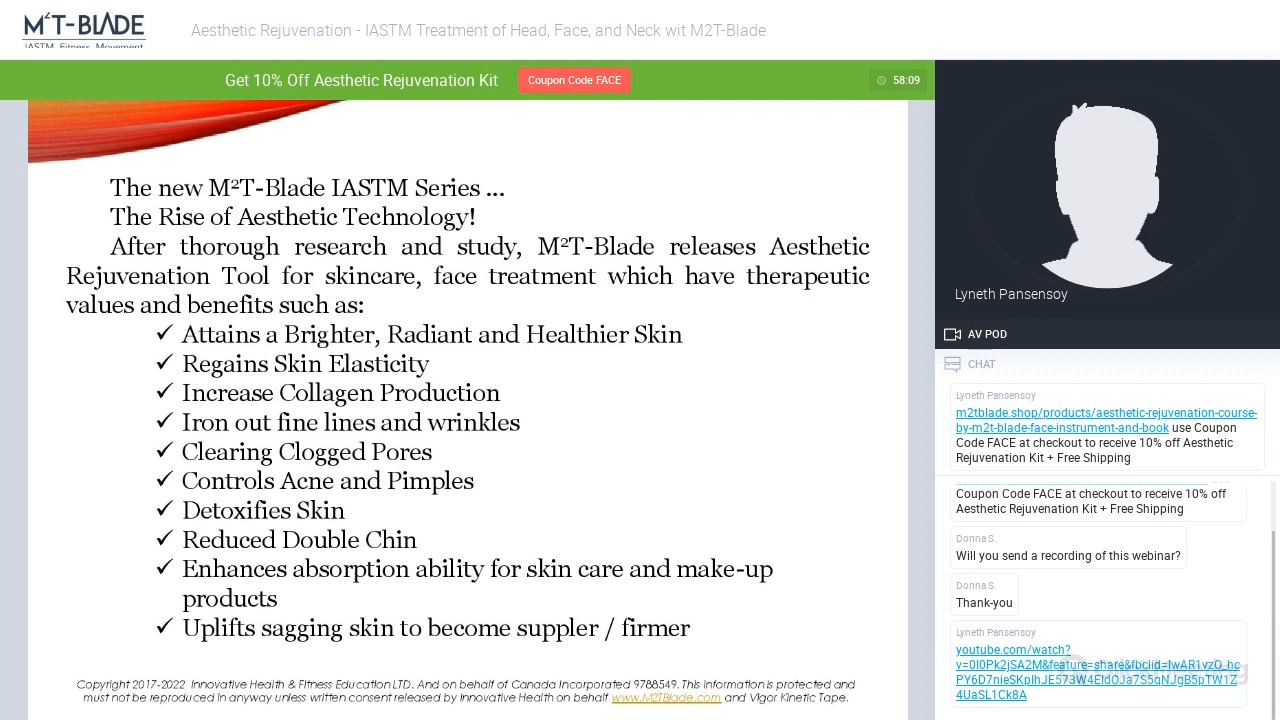 M²T-BLADE
IASTM Fitness Movement
Aesthetic Rejuvenation - IASTM Treatment of Head, Face, and Neck wit M2T-Blade
Get 10% Off Aesthetic Rejuvenation Kit
Coupon Code FACE
58:09
The new M²T-Blade IASTM Series ...
The Rise of Aesthetic Technology!
After thorough research and study, M²T-Blade releases Aesthetic
Rejuvenation Tool for skincare, face treatment which have therapeutic
values and benefits such as:
✓ Attains a Brighter, Radiant and Healthier Skin
✓ Regains Skin Elasticity
✓ Increase Collagen Production
✓ Iron out fine lines and wrinkles
✓ Clearing Clogged Pores
✓ Controls Acne and Pimples
✓ Detoxifies Skin
✓ Reduced Double Chin
✓ Enhances absorption ability for skin care and make-up
products
✓ Uplifts sagging skin to become suppler / firmer
Copyright 2017-2022 Innovative Health & Fitness Education LTD. And on behalf of Canada Incorporated 9788549. This information is protected and
must not be reproduced in anyway unless written consent released by Innovative Health on behalf www.M2TBlade.com and Vigor Kinetic Tape.
Lyneth Pansensoy
AV POD
CHAT
Lyneth Pansensoy
m2tblade.shop/products/aesthetic-rejuvenation-course-
by-m2t-blade-face-instrument-and-book use Coupon
Code FACE at checkout to receive 10% off Aesthetic
Rejuvenation Kit + Free Shipping
Coupon Code FACE at checkout to receive 10% off
Aesthetic Rejuvenation Kit + Free Shipping
Donna S.
Will you send a recording of this webinar?
Donna S.
Thank-you
Lyneth Pansensoy
youtube.com/watch?